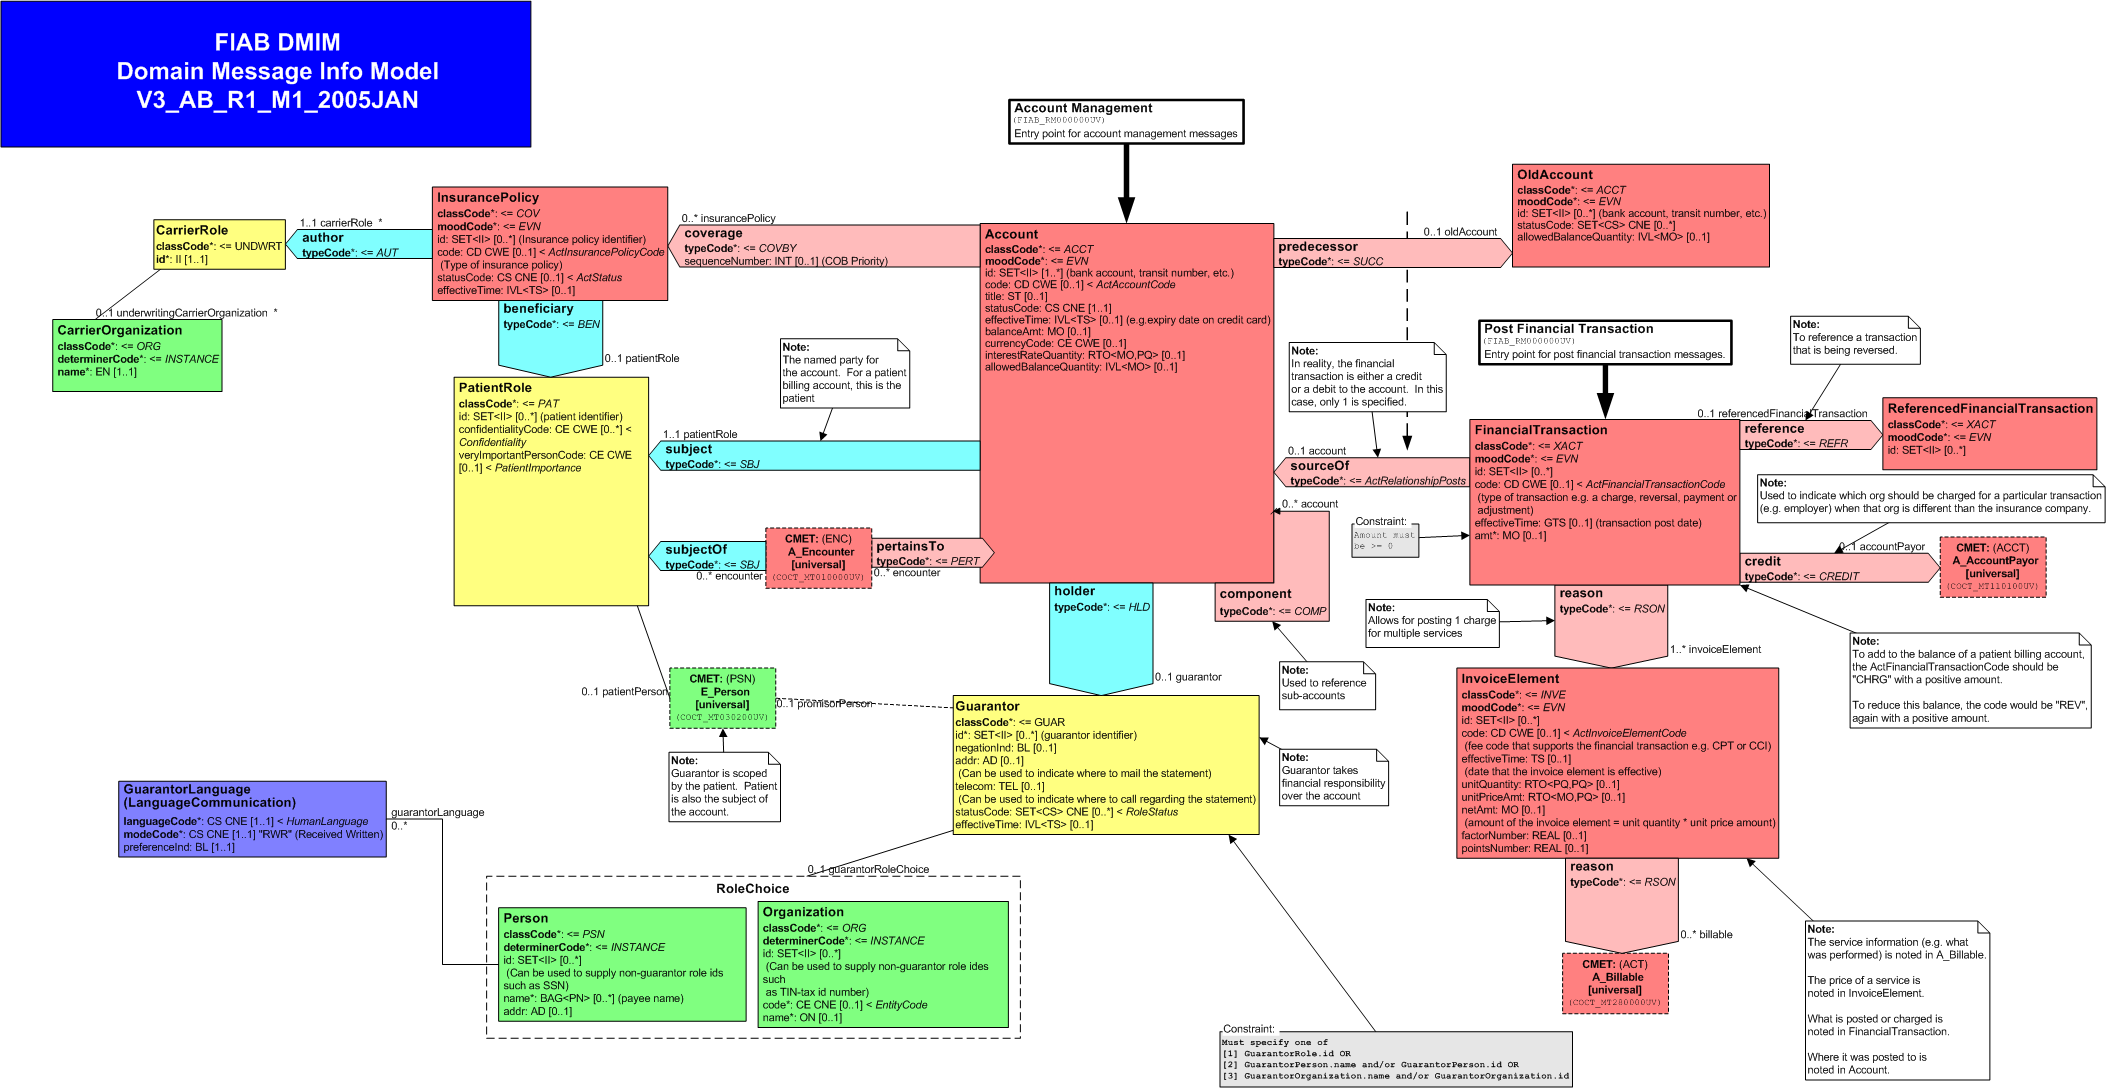 FIAB DMIM
Domain Message Info Model
V3_AB_R1_M1_2005JAN
Account Management
(FIAB_RM000000UV)
Entry point for account management messages
OldAccount
classCode*: <= ACCT
moodCode*: <= EVN
id: SET<II> [0..*] (bank account, transit number, etc.)
statusCode: SET<CS> CNE [0..*]
allowedBalanceQuantity: IVL<MO> [0..1]
0..1 oldAccount
predecessor
typeCode*: <= SUCC
InsurancePolicy
classCode*: <= COV
moodCode*: <= EVN
id: SET<II> [0..*] (Insurance policy identifier)
code: CD CWE [0..1] < ActInsurancePolicyCode
(Type of insurance policy)
statusCode: CS CNE [0..1] < ActStatus
effectiveTime: IVL<TS> [0..1]
0..* insurancePolicy
coverage
typeCode*: <= COVBY
sequenceNumber: INT [0..1] (COB Priority)
1..1 carrierRole *
author
typeCode*: <= AUT
CarrierRole
classCode*: <= UNDWRT
id*: II [1..1]
0..1 underwritingCarrierOrganization *
CarrierOrganization
classCode*: <= ORG
determinerCode*: <= INSTANCE
name*: EN [1..1]
beneficiary
typeCode*: <= BEN
0..1 patientRole
Account
classCode*: <= ACCT
moodCode*: <= EVN
id: SET<II> [1..*] (bank account, transit number, etc.)
code: CD CWE [0..1] < ActAccountCode
title: ST [0..1]
statusCode: CS CNE [1..1]
effectiveTime: IVL<TS> [0..1] (e.g.expiry date on credit card)
balanceAmt: MO [0..1]
currencyCode: CE CWE [0..1]
interestRateQuantity: RTO<MO,PQ> [0..1]
allowedBalanceQuantity: IVL<MO> [0..1]
Note:
The named party for
the account. For a patient
billing account, this is the
patient
PatientRole
classCode*: <= PAT
id: SET<II> [0..*] (patient identifier)
confidentialityCode: CE CWE [0..*] <
Confidentiality
veryImportantPersonCode: CE CWE
[0..1] < PatientImportance
1..1 patientRole
subject
typeCode*: <= SBJ
subjectOf
typeCode*: <= SBJ
0..* encounter
CMET: (ENC)
A_Encounter
[universal]
(COCT_MT010000UV)
pertainsTo
typeCode*: <= PERT
0..* encounter
Note:
In reality, the financial
transaction is either a credit
or a debit to the account. In this
case, only 1 is specified.
0..1 account
sourceOf
typeCode*: <= ActRelationshipPosts
0..* account
component
typeCode*: <= COMP
Note:
Used to reference
sub-accounts
Post Financial Transaction
(FIAB_RM000000UV)
Entry point for post financial transaction messages.
Note:
To reference a transaction
that is being reversed.
FinancialTransaction
classCode*: <= XACT
moodCode*: <= EVN
id: SET<II> [0..*]
code: CD CWE [0..1] < ActFinancialTransactionCode
(type of transaction e.g. a charge, reversal, payment or
adjustment)
effectiveTime: GTS [0..1] (transaction post date)
amt*: MO [0..1]
0..1 referencedFinancialTransaction
reference
typeCode*: <= REFR
ReferencedFinancialTransaction
classCode*: <= XACT
moodCode*: <= EVN
id: SET<II> [0..*]
Note:
Used to indicate which org should be charged for a particular transaction
(e.g. employer) when that org is different than the insurance company.
Constraint:
Amount must
be >= 0
0..1 accountPayor
credit
typeCode*: <= CREDIT
CMET: (ACCT)
A_AccountPayor
[universal]
(COCT_MT110100UV)
Note:
Allows for posting 1 charge
for multiple services
reason
typeCode*: <= RSON
1..* invoiceElement
Note:
To add to the balance of a patient billing account,
the ActFinancialTransactionCode should be
"CHRG" with a positive amount.
To reduce this balance, the code would be "REV",
again with a positive amount.
holder
typeCode*: <= HLD
0..1 guarantor
0..1 patientPerson
CMET: (PSN)
E_Person
[universal]
(COCT_MT030200UV)
0..1 promisorPerson
Note:
Guarantor is scoped
by the patient. Patient
is also the subject of
the account.
Guarantor
classCode*: <= GUAR
id*: SET<II> [0..*] (guarantor identifier)
negationInd: BL [0..1]
addr: AD [0..1]
(Can be used to indicate where to mail the statement)
telecom: TEL [0..1]
(Can be used to indicate where to call regarding the statement)
statusCode: SET<CS> CNE [0..*] < RoleStatus
effectiveTime: IVL<TS> [0..1]
Note:
Guarantor takes
financial responsibility
over the account
InvoiceElement
classCode*: <= INVE
moodCode*: <= EVN
id: SET<II> [0..*]
code: CD CWE [0..1] < ActInvoiceElementCode
(fee code that supports the financial transaction e.g. CPT or CCI)
effectiveTime: TS [0..1]
(date that the invoice element is effective)
unitQuantity: RTO<PQ,PQ> [0..1]
unitPriceAmt: RTO<MO,PQ> [0..1]
netAmt: MO [0..1]
(amount of the invoice element = unit quantity * unit price amount)
factorNumber: REAL [0..1]
pointsNumber: REAL [0..1]
GuarantorLanguage
(LanguageCommunication)
languageCode*: CS CNE [1..1] < HumanLanguage
modeCode*: CS CNE [1..1] "RWR" (Received Written)
preferenceInd: BL [1..1]
guarantorLanguage
0..*
0..1 guarantorRoleChoice
RoleChoice
Person
classCode*: <= PSN
determinerCode*: <= INSTANCE
id: SET<II> [0..*]
(Can be used to supply non-guarantor role ids
such as SSN)
name*: BAG<PN> [0..*] (payee name)
addr: AD [0..1]
Organization
classCode*: <= ORG
determinerCode*: <= INSTANCE
id: SET<II> [0..*]
(Can be used to supply non-guarantor role ides
such
as TIN-tax id number)
code*: CE CNE [0..1] < EntityCode
name*: ON [0..1]
reason
typeCode*: <= RSON
0..* billable
CMET: (ACT)
A_Billable
[universal]
(COCT_MT280000UV)
Note:
The service information (e.g. what
was performed) is noted in A_Billable.
The price of a service is
noted in InvoiceElement.
What is posted or charged is
noted in FinancialTransaction.
Where it was posted to is
noted in Account.
Constraint:
Must specify one of
[1] GuarantorRole.id OR
[2] GuarantorPerson.name and/or GuarantorPerson.id OR
[3] GuarantorOrganization.name and/or GuarantorOrganization.id